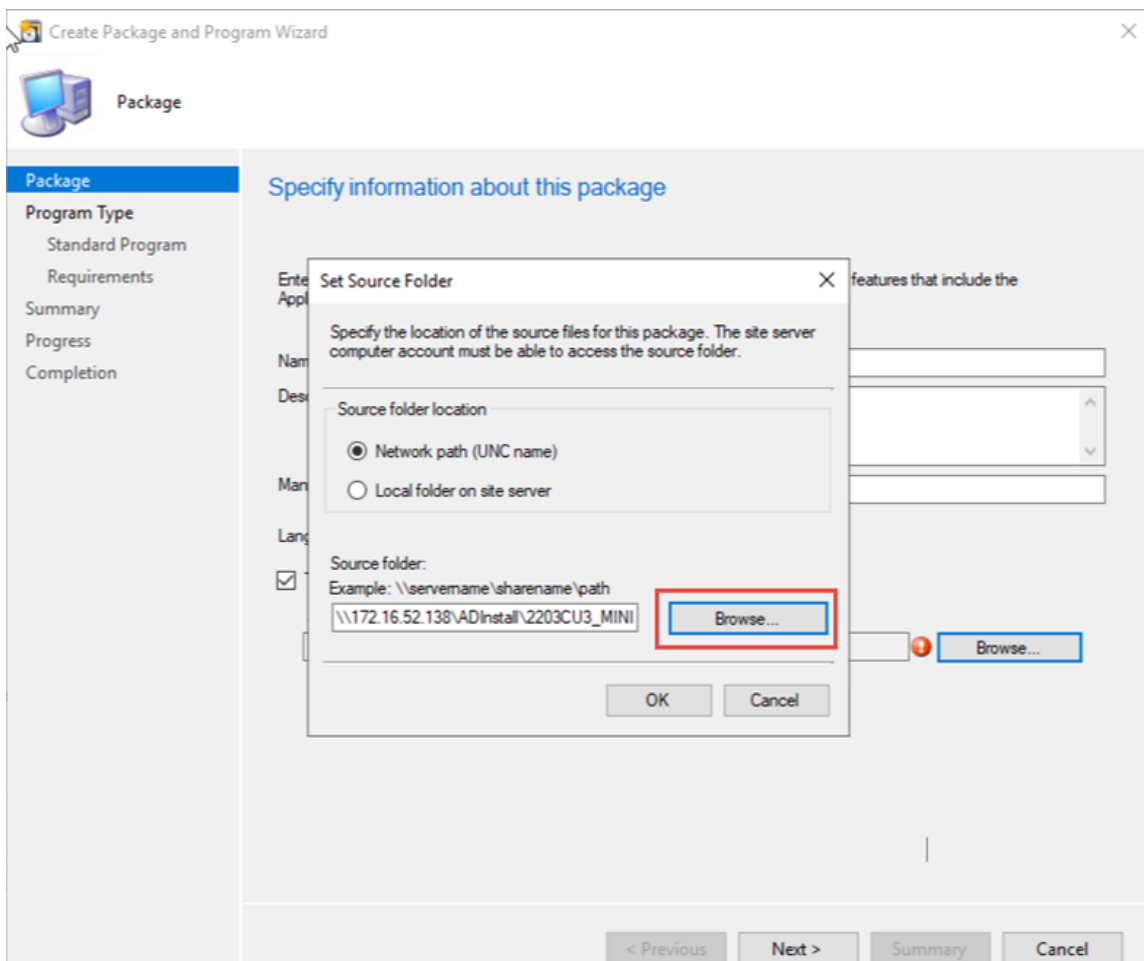 Create Package and Program Wizard
Package
Package
Program Type
Standard Program
Requirements
Summary
Progress
Completion
Specify information about this package
features that include the
Set Source Folder
Specify the location of the source files for this package. The site server
computer account must be able to access the source folder.
Source folder location
Network path (UNC name)
Local folder on site server
Source folder:
Example: \\servername\sharename\path
\\172.16.52.138\ADInstall\2203CU3_MINI
Browse...
Browse...
OK
Cancel
< Previous
Next >
Summary
Cancel